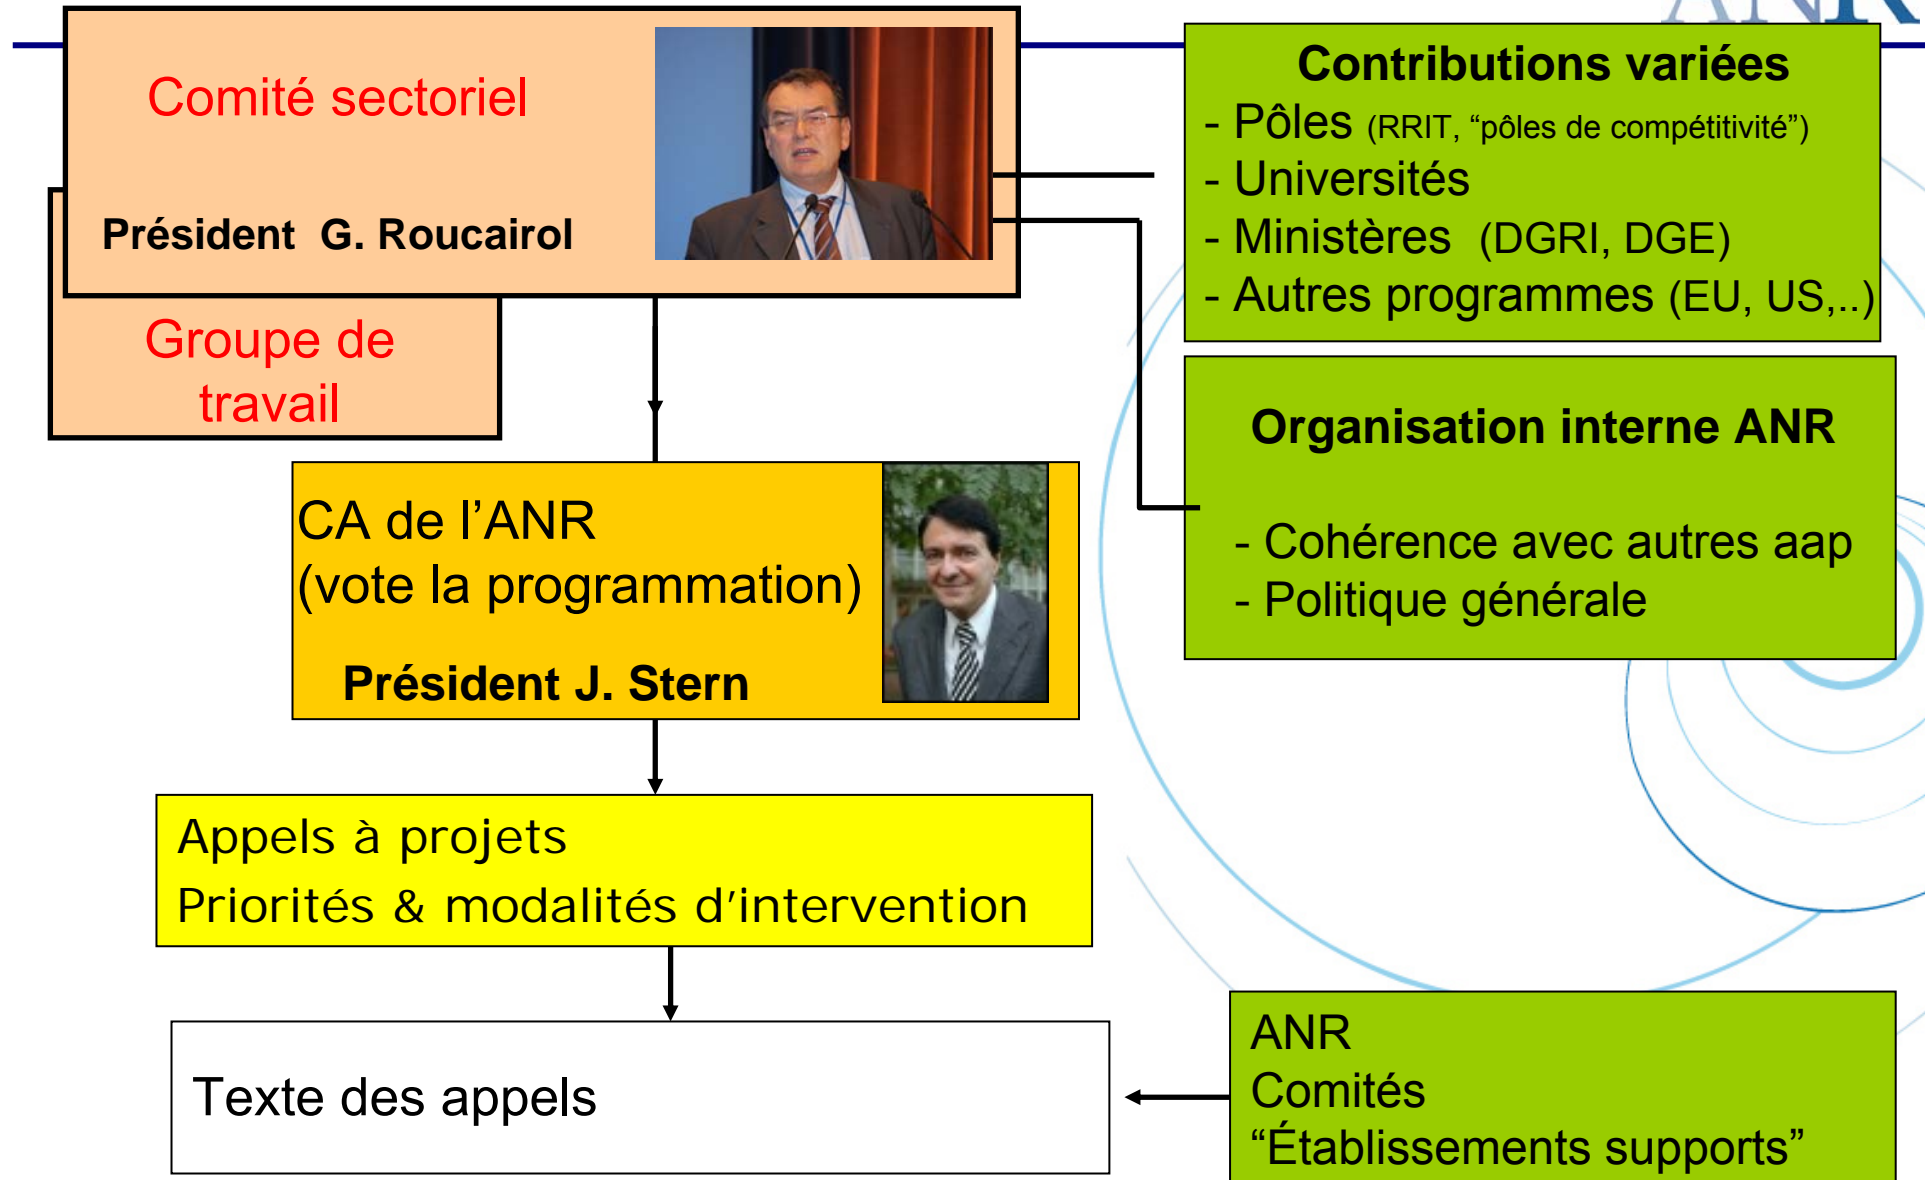 ANR
Comité sectoriel
Président G. Roucairol
Groupe de
travail
Contributions variées
- Pôles (RRIT, “pôles de compétitivité”)
- Universités
- Ministères (DGRI, DGE)
- Autres programmes (EU, US,..)
Organisation interne ANR
- Cohérence avec autres aap
- Politique générale
CA de l’ANR
(vote la programmation)
Président J. Stern
Appels à projets
Priorités & modalités d’intervention
Texte des appels
ANR
Comités
“Établissements supports”